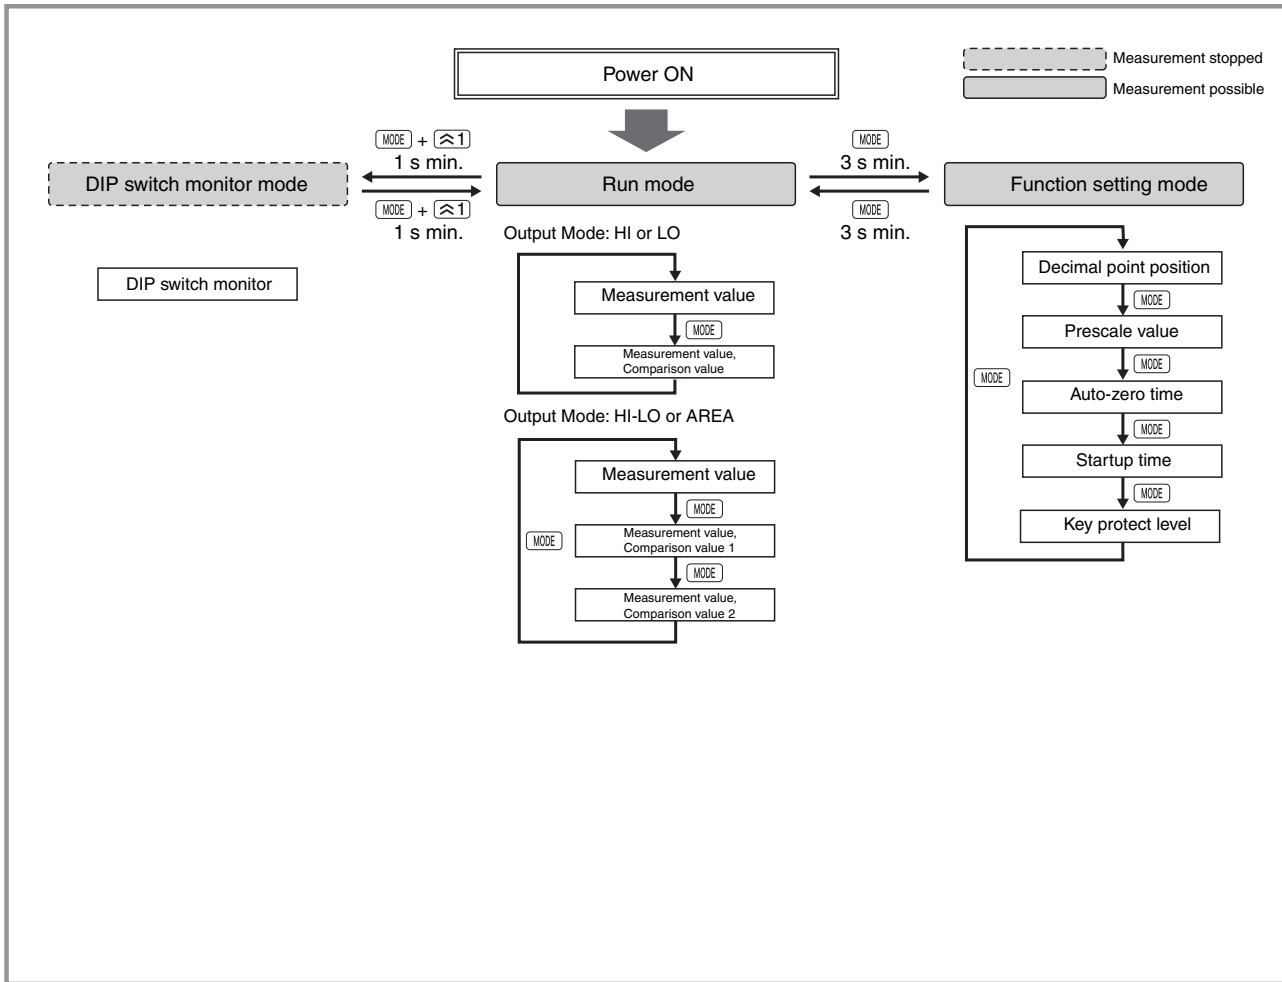 Power ON
Measurement stopped
Measurement possible
MODE + 1
1 s min.
MODE
3 s min.
DIP switch monitor mode
Run mode
Function setting mode
MODE + 1
1 s min.
MODE
3 s min.
DIP switch monitor
Output Mode: HI or LO
Measurement value
MODE
Measurement value,
Comparison value
Output Mode: HI-LO or AREA
Measurement value
MODE
MODE
Measurement value,
Comparison value 1
MODE
Measurement value,
Comparison value 2
Decimal point position
MODE
Prescale value
MODE
MODE
Auto-zero time
MODE
Startup time
MODE
Key protect level